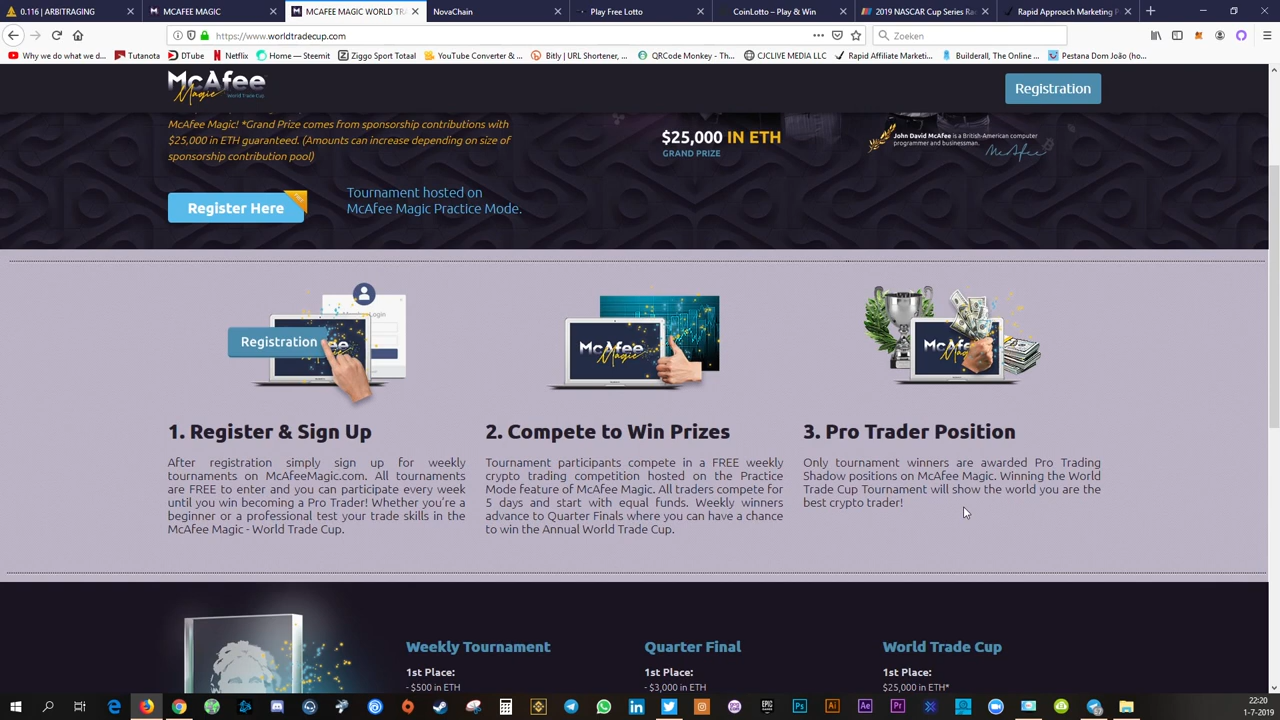 0.116 | ARBITRAGING
MCAFEE MAGIC
MCAFEE MAGIC WORLD TR
NovaChain
Play Free Lotto
CoinLotto – Play & Win
2019 NASCAR Cup Series Ra
Rapid Approach Marketing
https://www.worldtradecup.com
Zoeken
Why we do what we d...
Tutanota
DTube
Netflix
Home — Steemit
Ziggo Sport Totaal
YouTube Converter &...
Bitly | URL Shortener, ...
QRCode Monkey - Th...
CJCLIVE MEDIA LLC
Rapid Affiliate Marketi...
Builderall, The Online ...
Pestana Dom João (ho...
McAfee
Magic
World Trade Cup
Registration
McAfee Magic! *Grand Prize comes from sponsorship contributions with
$25,000 in ETH guaranteed. (Amounts can increase depending on size of
sponsorship contribution pool)
$25,000 IN ETH
GRAND PRIZE
John David McAfee is a British-American computer
programmer and businessman.
McAfee
Register Here
Tournament hosted on
McAfee Magic Practice Mode.
Login
Registration
McAfee
Magic
McAfee
Magic
1. Register & Sign Up
After registration simply sign up for weekly
tournaments on McAfeeMagic.com. All tournaments
are FREE to enter and you can participate every week
until you win becoming a Pro Trader! Whether you're a
beginner or a professional test your trade skills in the
McAfee Magic - World Trade Cup.
2. Compete to Win Prizes
Tournament participants compete in a FREE weekly
crypto trading competition hosted on the Practice
Mode feature of McAfee Magic. All traders compete for
5 days and start with equal funds. Weekly winners
advance to Quarter Finals where you can have a chance
to win the Annual World Trade Cup.
3. Pro Trader Position
Only tournament winners are awarded Pro Trading
Shadow positions on McAfee Magic. Winning the World
Trade Cup Tournament will show the world you are the
best crypto trader!
Weekly Tournament
1st Place:
- $500 in ETH
Quarter Final
1st Place:
- $3,000 in ETH
World Trade Cup
1st Place:
$25,000 in ETH*
22:20
1-7-2019